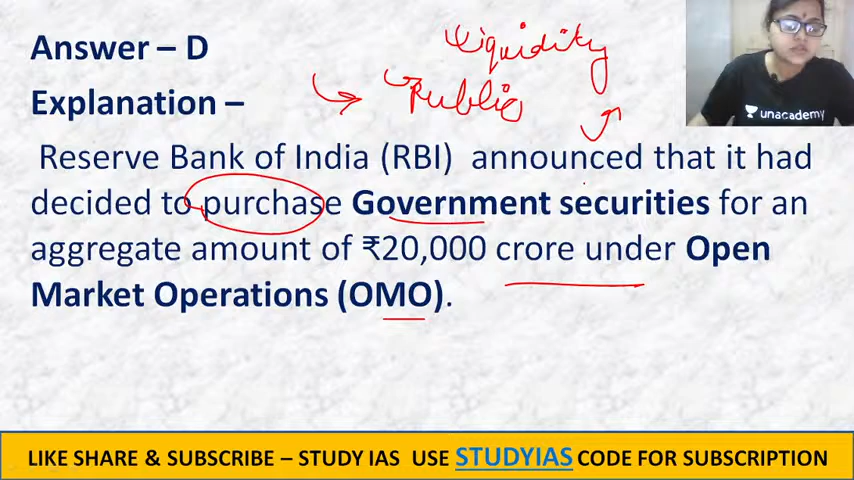 Answer – D
Liquidity
Explanation –
Public
unacademy
Reserve Bank of India (RBI) announced that it had
decided to purchase Government securities for an
aggregate amount of ₹20,000 crore under Open
Market Operations (OMO).
LIKE SHARE & SUBSCRIBE – STUDY IAS USE STUDYIAS CODE FOR SUBSCRIPTION